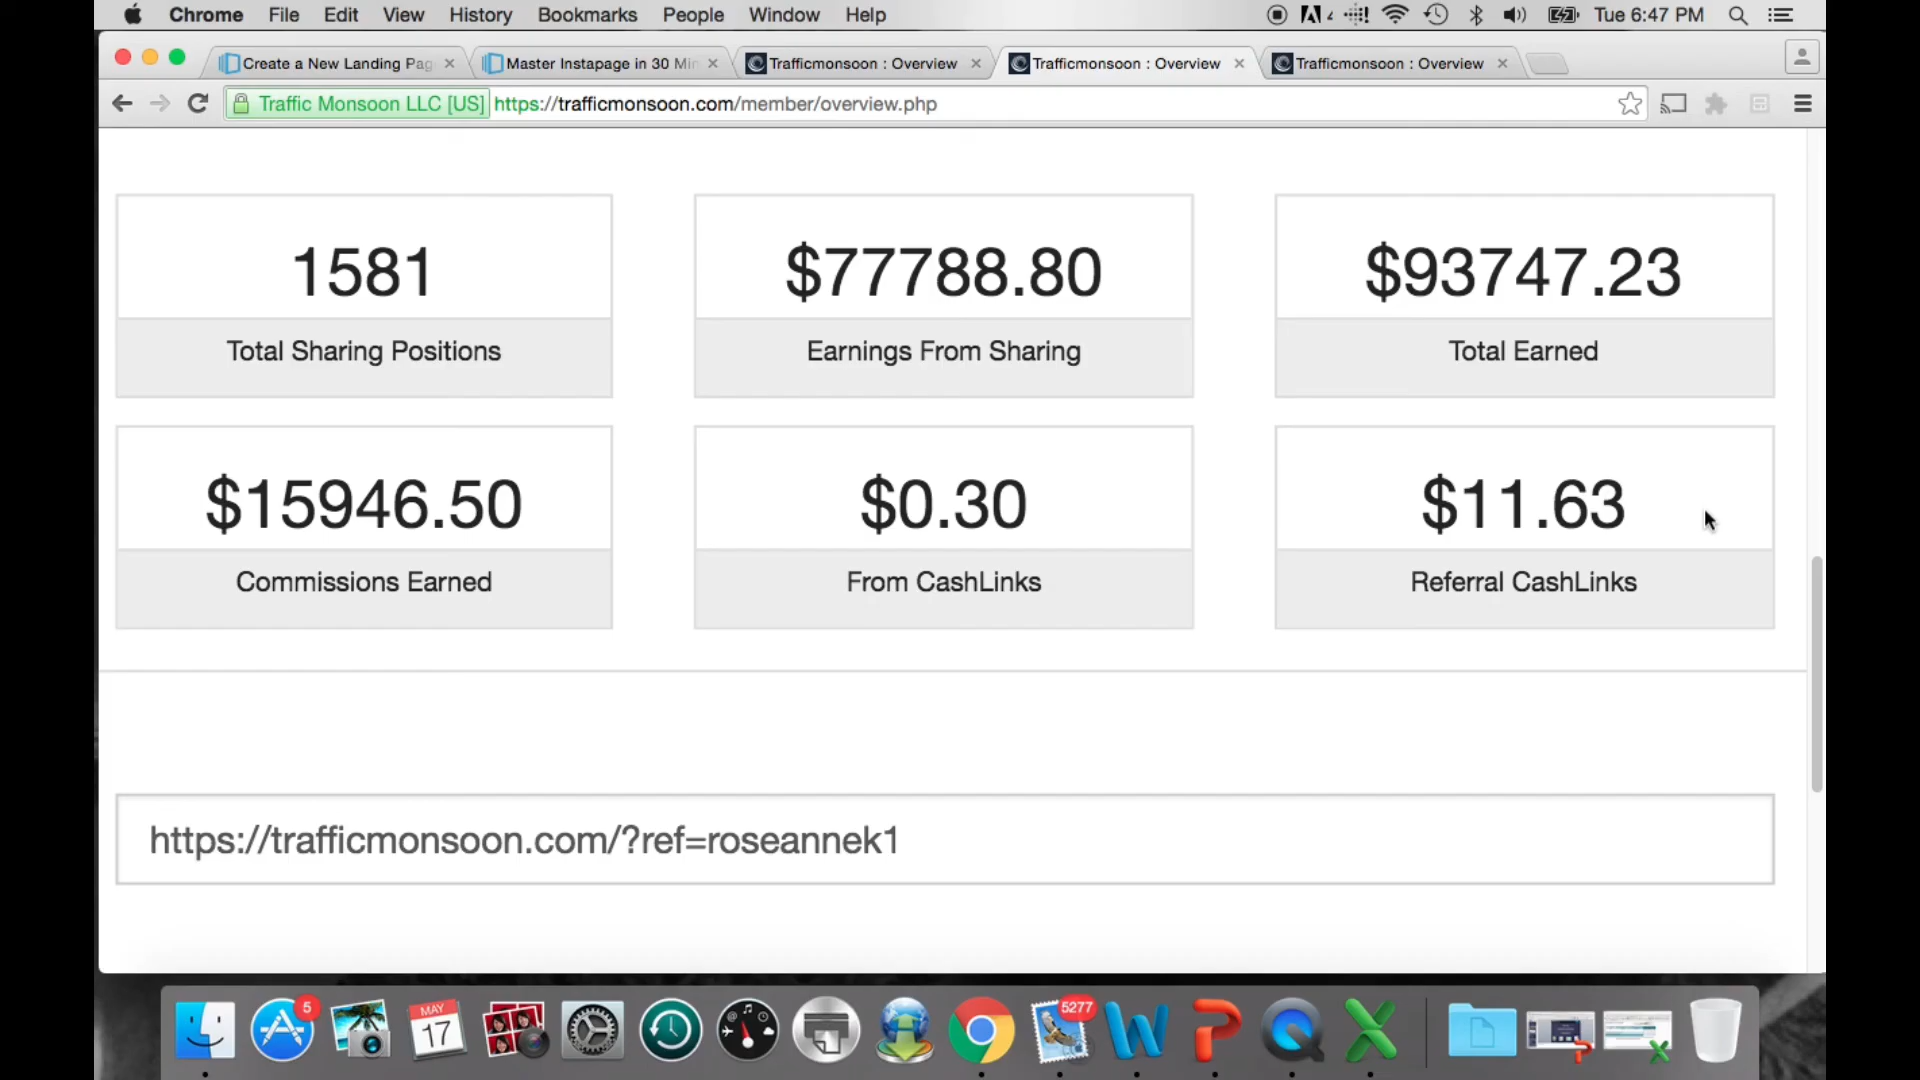 Chrome File Edit View History Bookmarks People Window Help Tue 6:47 PM
Create a New Landing Pag Master Instapage in 30 Min Trafficmonsoon : Overview Trafficmonsoon : Overview Trafficmonsoon : Overview
Traffic Monsoon LLC [US] https://trafficmonsoon.com/member/overview.php
1581 $77788.80 $93747.23
Total Sharing Positions Earnings From Sharing Total Earned
$15946.50 $0.30 $11.63
Commissions Earned From CashLinks Referral CashLinks
https://trafficmonsoon.com/?ref=roseannek1
5 MAY 17 5277